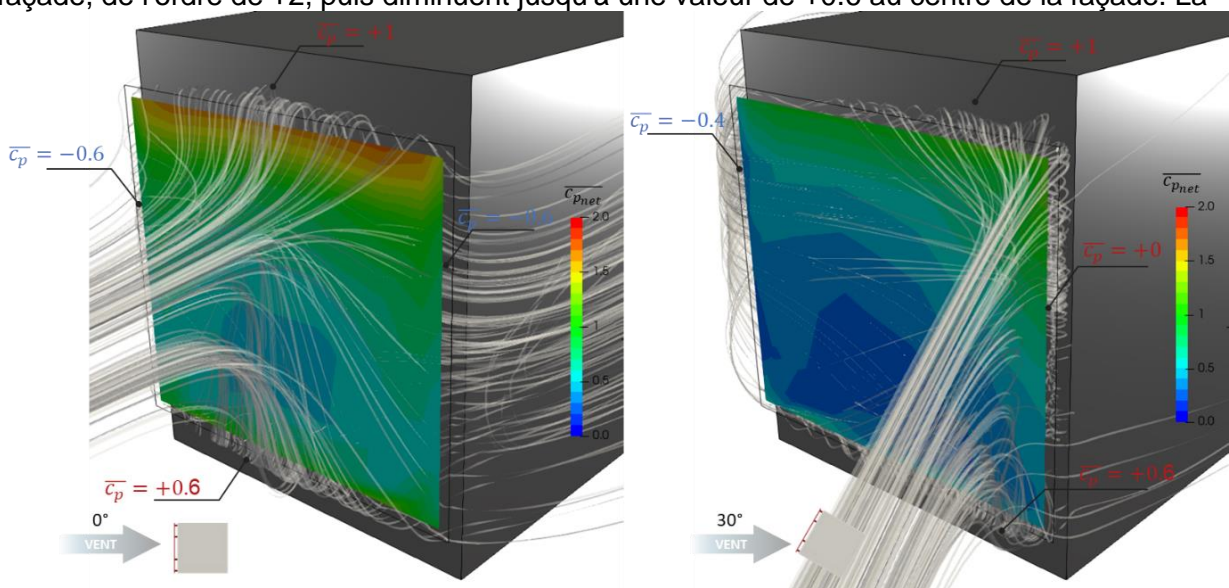 façade, de l'ordre de +2, puis diminuent jusqu'à une valeur de +0.6 au centre de la façade. La
c̅p̅ = +1
c̅p̅ = −0.6
c̅p̅ = −0.6
c̅p̅n̅e̅t̅
2.0
1.5
1
0.5
0.0
c̅p̅ = +0.6
0°
VENT
c̅p̅ = +1
c̅p̅ = −0.4
c̅p̅n̅e̅t̅
2.0
1.5
1
0.5
0.0
c̅p̅ = +0
c̅p̅ = +0.6
30°
VENT